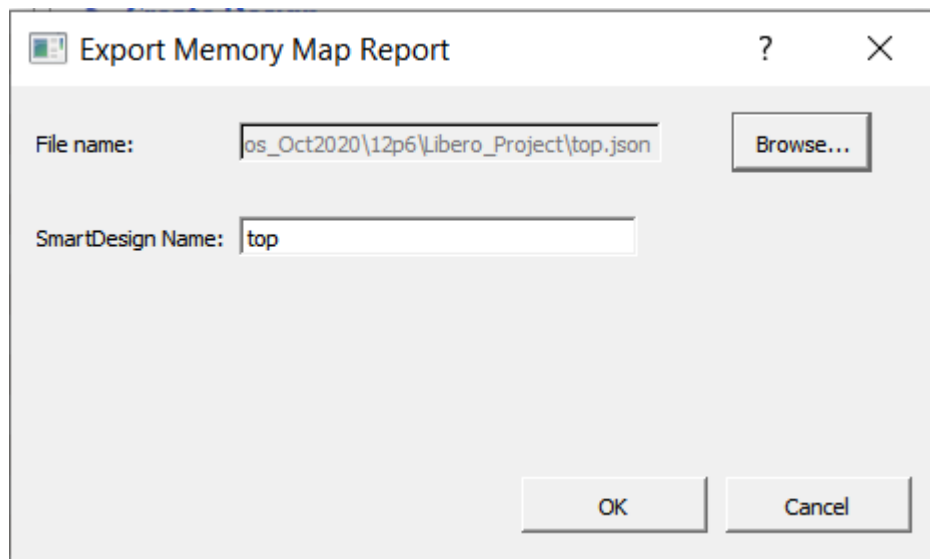 Export Memory Map Report
?
File name:
os_Oct2020\12p6\Libero_Project\top.json
Browse...
SmartDesign Name:
top
OK
Cancel